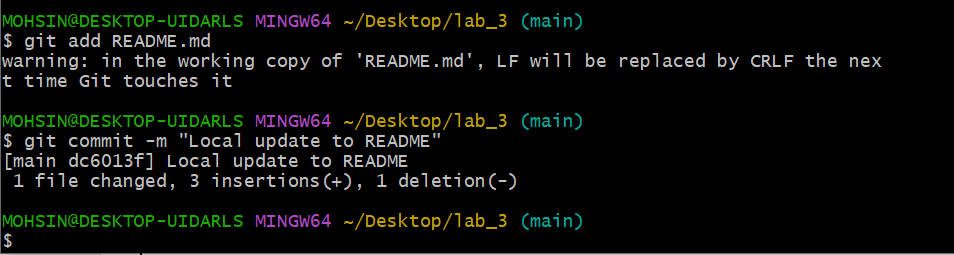 MOHSIN@DESKTOP-UIDARLS MINGW64 ~/Desktop/lab_3 (main)
$ git add README.md
warning: in the working copy of 'README.md', LF will be replaced by CRLF the nex
t time Git touches it
MOHSIN@DESKTOP-UIDARLS MINGW64 ~/Desktop/lab_3 (main)
$ git commit -m "Local update to README"
[main dc6013f] Local update to README
 1 file changed, 3 insertions(+), 1 deletion(-)
MOHSIN@DESKTOP-UIDARLS MINGW64 ~/Desktop/lab_3 (main)
$